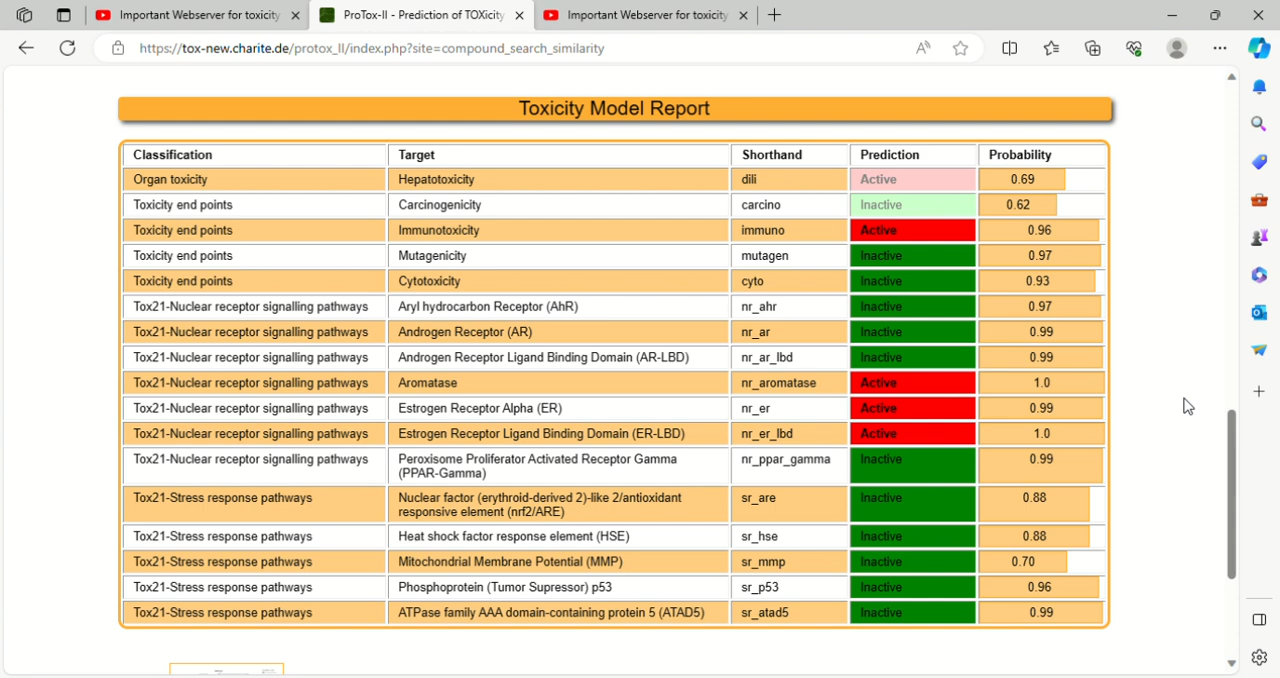 Important Webserver for toxicity
ProTox-II - Prediction of TOXicity
Important Webserver for toxicity
https://tox-new.charite.de/protox_II/index.php?site=compound_search_similarity
Toxicity Model Report
Classification Target Shorthand Prediction Probability
Organ toxicity Hepatotoxicity dili Active 0.69
Toxicity end points Carcinogenicity carcino Inactive 0.62
Toxicity end points Immunotoxicity immuno Active 0.96
Toxicity end points Mutagenicity mutagen Inactive 0.97
Toxicity end points Cytotoxicity cyto Inactive 0.93
Tox21-Nuclear receptor signalling pathways Aryl hydrocarbon Receptor (AhR) nr_ahr Inactive 0.97
Tox21-Nuclear receptor signalling pathways Androgen Receptor (AR) nr_ar Inactive 0.99
Tox21-Nuclear receptor signalling pathways Androgen Receptor Ligand Binding Domain (AR-LBD) nr_ar_lbd Inactive 0.99
Tox21-Nuclear receptor signalling pathways Aromatase nr_aromatase Active 1.0
Tox21-Nuclear receptor signalling pathways Estrogen Receptor Alpha (ER) nr_er Active 0.99
Tox21-Nuclear receptor signalling pathways Estrogen Receptor Ligand Binding Domain (ER-LBD) nr_er_lbd Active 1.0
Tox21-Nuclear receptor signalling pathways Peroxisome Proliferator Activated Receptor Gamma nr_ppar_gamma Inactive 0.99
(PPAR-Gamma)
Tox21-Stress response pathways Nuclear factor (erythroid-derived 2)-like 2/antioxidant sr_are Inactive 0.88
responsive element (nrf2/ARE)
Tox21-Stress response pathways Heat shock factor response element (HSE) sr_hse Inactive 0.88
Tox21-Stress response pathways Mitochondrial Membrane Potential (MMP) sr_mmp Inactive 0.70
Tox21-Stress response pathways Phosphoprotein (Tumor Supressor) p53 sr_p53 Inactive 0.96
Tox21-Stress response pathways ATPase family AAA domain-containing protein 5 (ATAD5) sr_atad5 Inactive 0.99